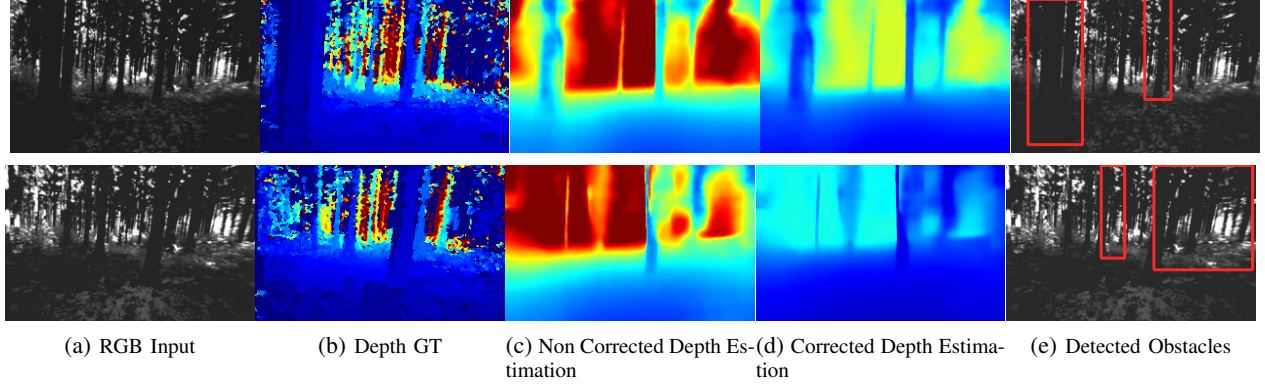 (a) RGB Input
(b) Depth GT
(c) Non Corrected Depth Es-
timation
(d) Corrected Depth Estima-
tion
(e) Detected Obstacles